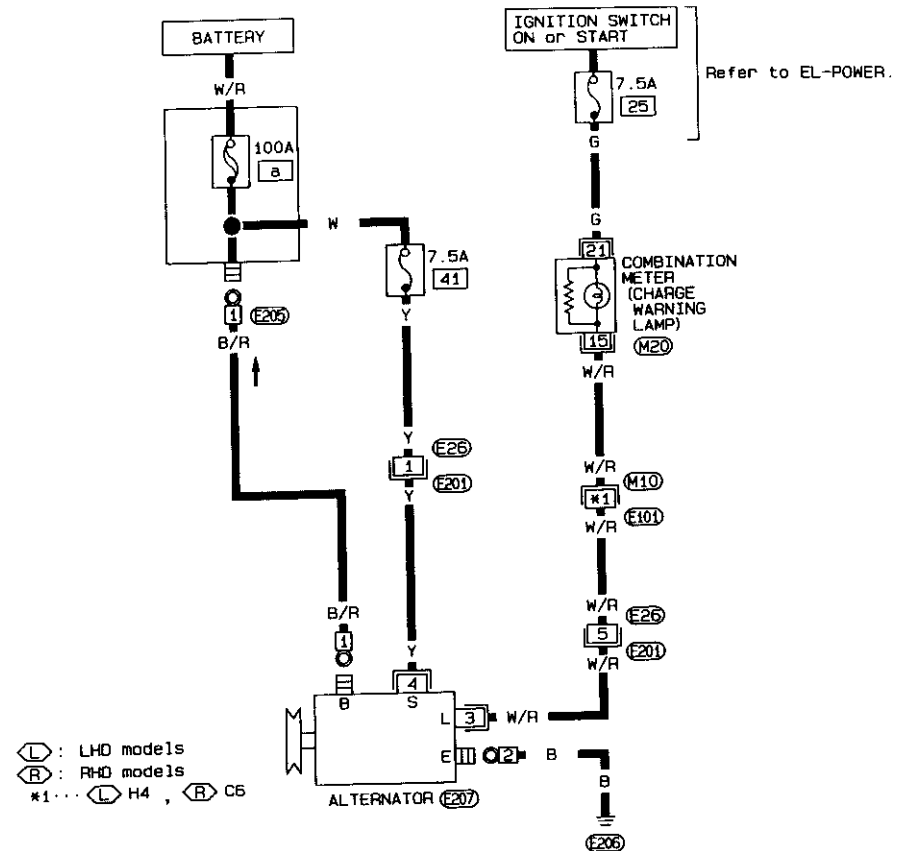 BATTERY
W/R
100A
a
W
7.5A
41
Y
1
E205
B/R
Y
1
E26
E201
Y
B/R
1
Y
4
B
S
L
3
W/R
E
2
B
B
E206
ALTERNATOR E207
IGNITION SWITCH
ON or START
Refer to EL-POWER.
7.5A
25
G
G
21
COMBINATION
METER
(CHARGE
WARNING
LAMP)
15
M20
W/R
W/R
M10
*1
E101
W/R
W/R
E26
5
E201
W/R
L : LHD models
R : RHD models
*1··· L H4 , R C6